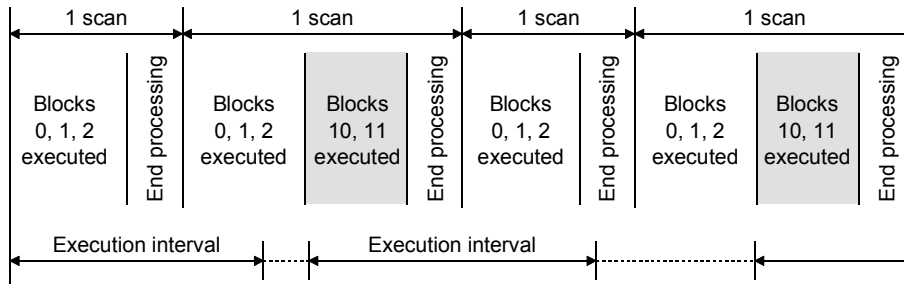 1 scan
1 scan
1 scan
1 scan
Blocks
0, 1, 2
executed
End processing
Blocks
0, 1, 2
executed
Blocks
10, 11
executed
End processing
Blocks
0, 1, 2
executed
End processing
Blocks
0, 1, 2
executed
Blocks
10, 11
executed
End processing
Execution interval
Execution interval